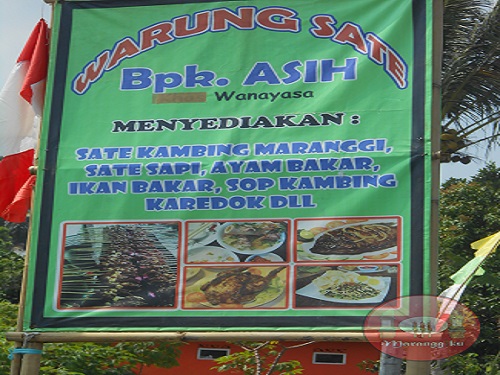 WARUNG SATE
Bpk. ASIH
Wanayasa
MENYEDIAKAN :
SATE KAMBING MARANGGI,
SATE SAPI, AYAM BAKAR,
IKAN BAKAR, SOP KAMBING
KAREDOK DLL